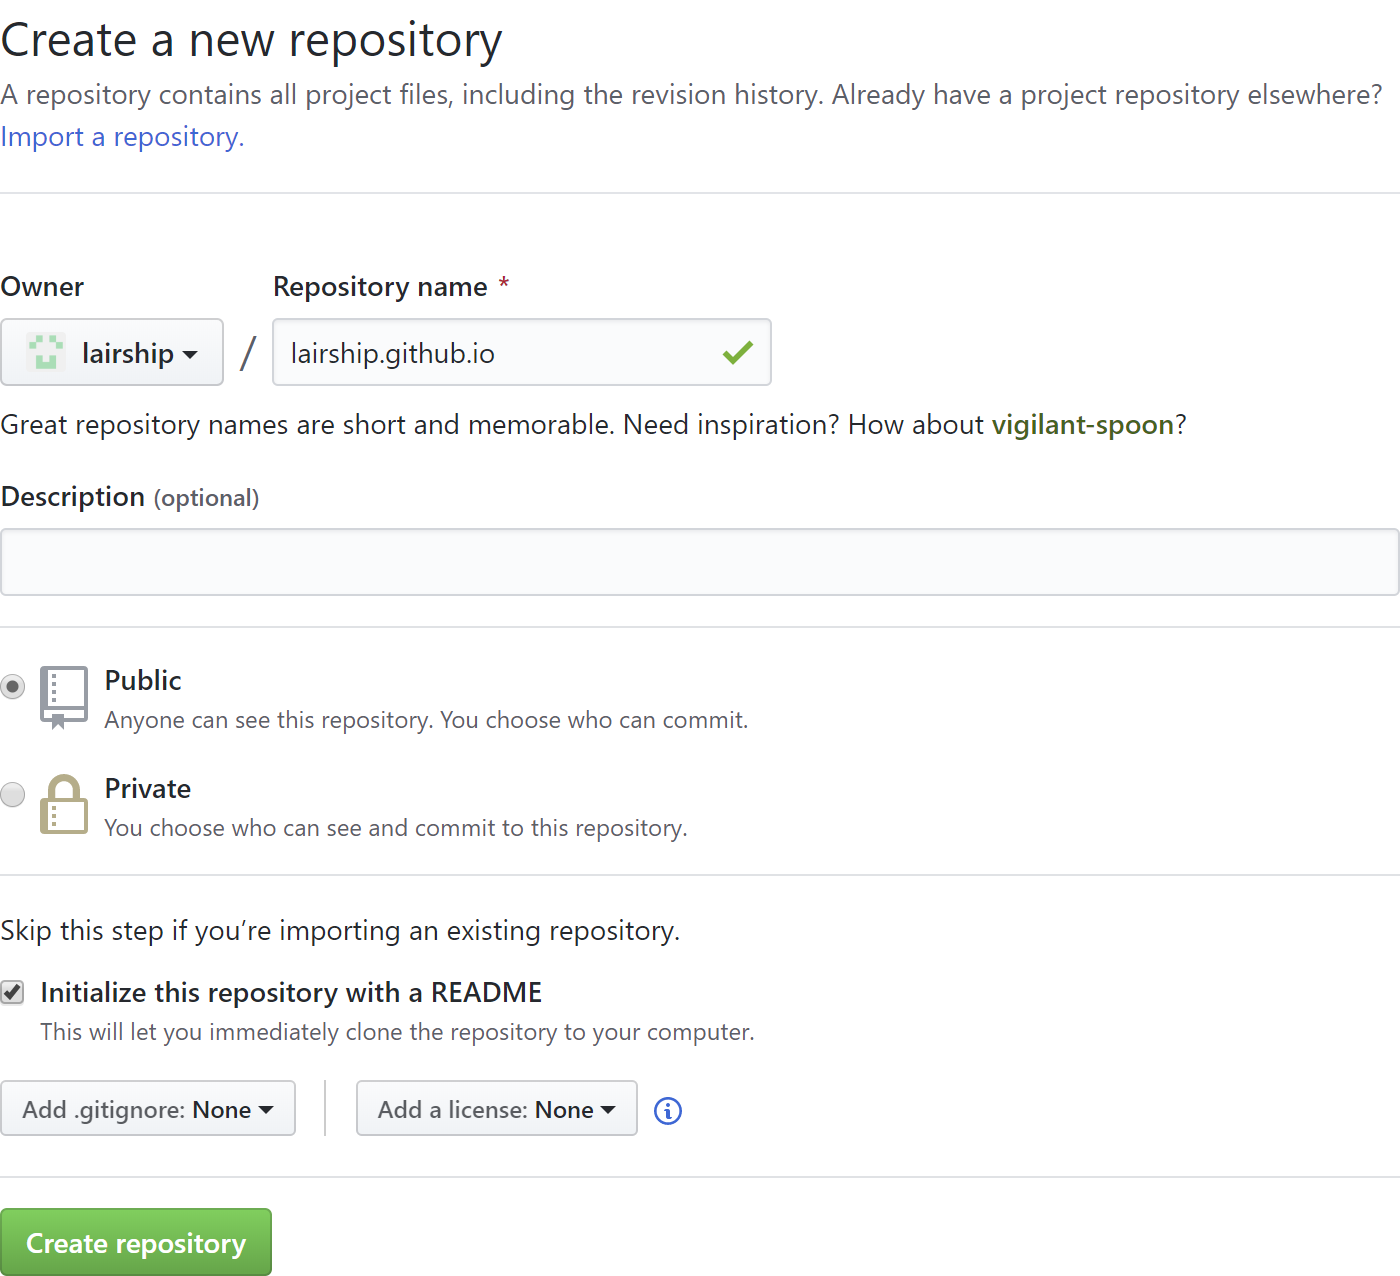 Create a new repository
A repository contains all project files, including the revision history. Already have a project repository elsewhere?
Import a repository.
Owner Repository name *
lairship / lairship.github.io
Great repository names are short and memorable. Need inspiration? How about vigilant-spoon?
Description (optional)
Public
Anyone can see this repository. You choose who can commit.
Private
You choose who can see and commit to this repository.
Skip this step if you’re importing an existing repository.
Initialize this repository with a README
This will let you immediately clone the repository to your computer.
Add .gitignore: None Add a license: None
Create repository